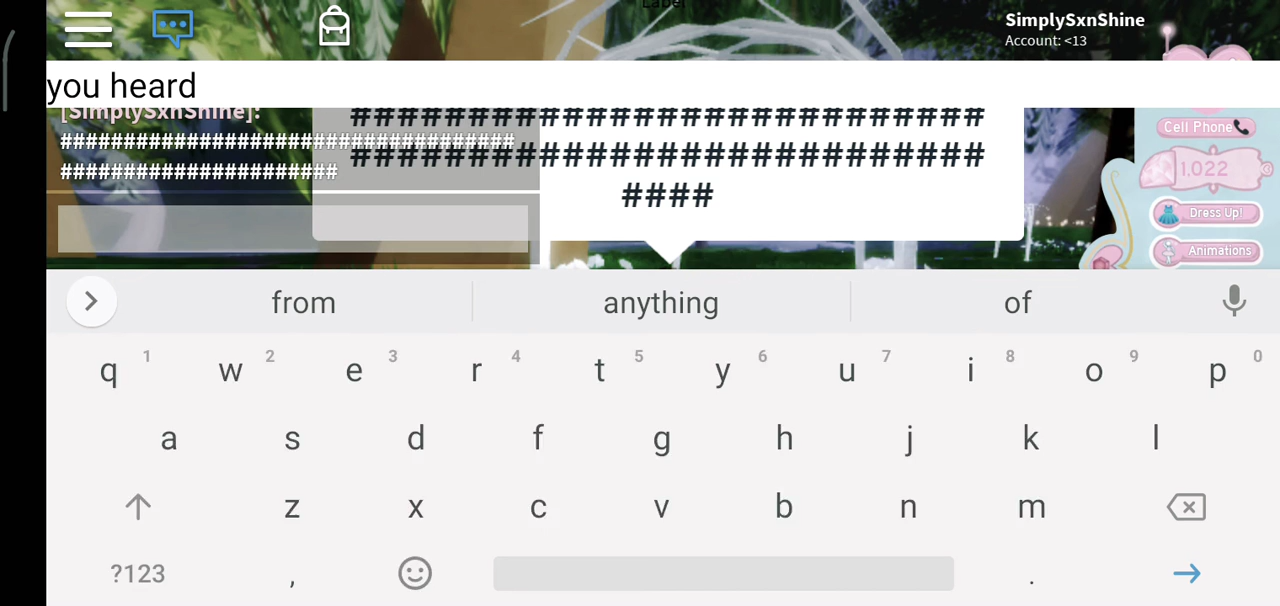 Label
SimplySxnShine
Account: <13
you heard
[SimplySxnShine]:
####################################
######################
###########################
###########################
####
Cell Phone📞
1,022
Dress Up!
Animations
from anything of
q 1 w 2 e 3 r 4 t 5 y 6 u 7 i 8 o 9 p 0
a s d f g h j k l
z x c v b n m
?123 , .